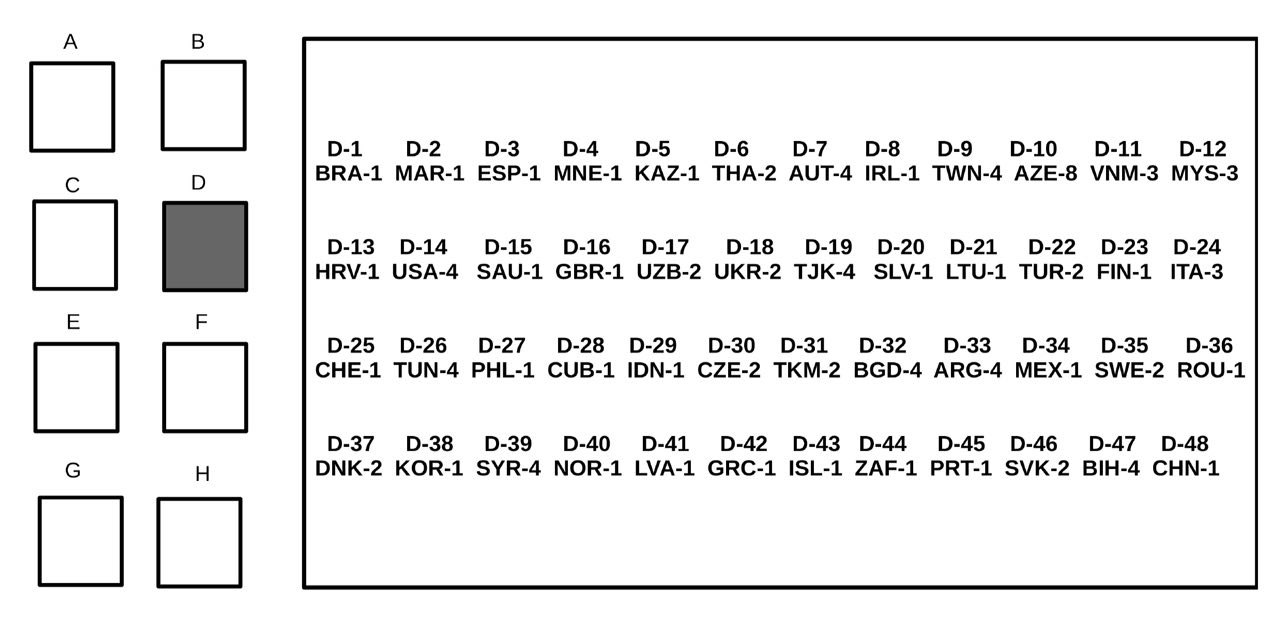 A B
C D
E F
G H
D-1 D-2 D-3 D-4 D-5 D-6 D-7 D-8 D-9 D-10 D-11 D-12
BRA-1 MAR-1 ESP-1 MNE-1 KAZ-1 THA-2 AUT-4 IRL-1 TWN-4 AZE-8 VNM-3 MYS-3
D-13 D-14 D-15 D-16 D-17 D-18 D-19 D-20 D-21 D-22 D-23 D-24
HRV-1 USA-4 SAU-1 GBR-1 UZB-2 UKR-2 TJK-4 SLV-1 LTU-1 TUR-2 FIN-1 ITA-3
D-25 D-26 D-27 D-28 D-29 D-30 D-31 D-32 D-33 D-34 D-35 D-36
CHE-1 TUN-4 PHL-1 CUB-1 IDN-1 CZE-2 TKM-2 BGD-4 ARG-4 MEX-1 SWE-2 ROU-1
D-37 D-38 D-39 D-40 D-41 D-42 D-43 D-44 D-45 D-46 D-47 D-48
DNK-2 KOR-1 SYR-4 NOR-1 LVA-1 GRC-1 ISL-1 ZAF-1 PRT-1 SVK-2 BIH-4 CHN-1